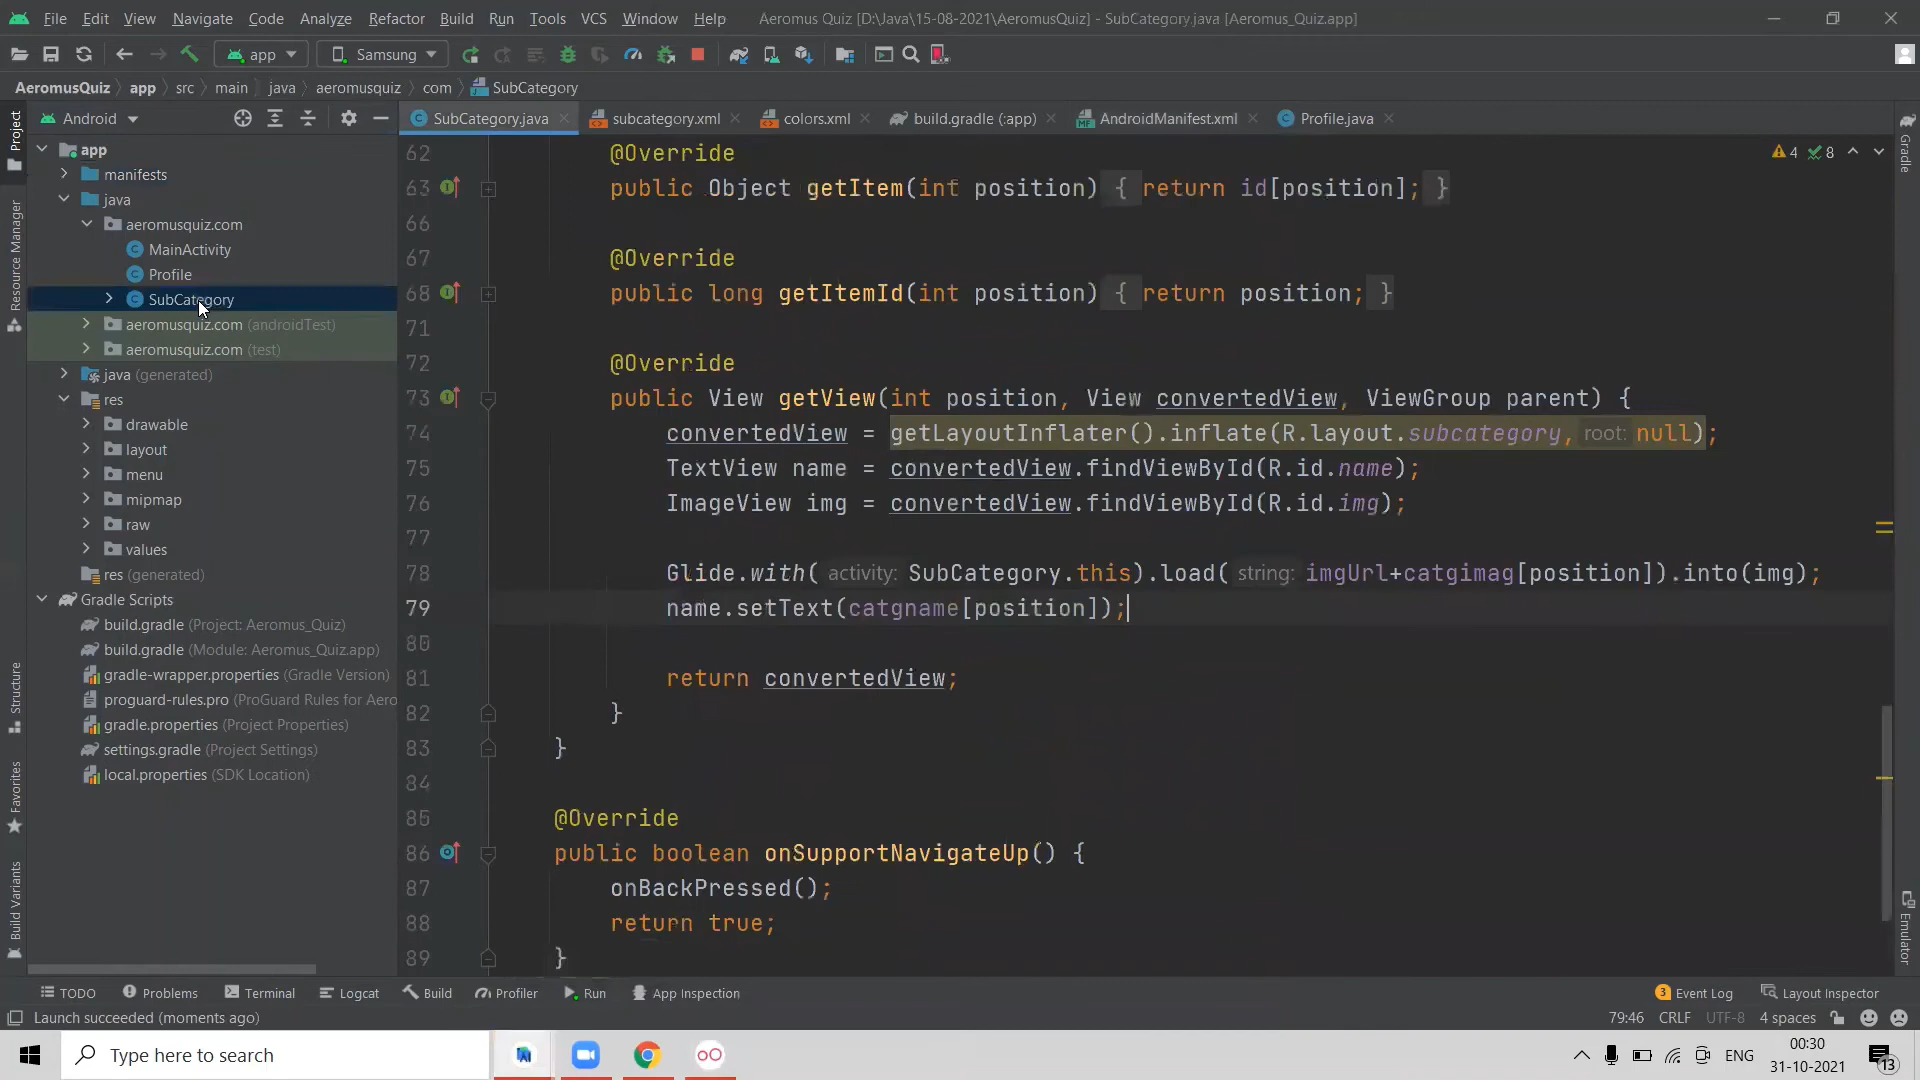 File Edit View Navigate Code Analyze Refactor Build Run Tools VCS Window Help Aeromus Quiz [D:\Java\15-08-2021\AeromusQuiz] - SubCategory.java [Aeromus_Quiz.app]
app Samsung
AeromusQuiz app src main java aeromusquiz com SubCategory
Android
SubCategory.java subcategory.xml colors.xml build.gradle (:app) AndroidManifest.xml Profile.java
Project
Resource Manager
Structure
Favorites
Build Variants
app
manifests
java
aeromusquiz.com
MainActivity
Profile
SubCategory
aeromusquiz.com (androidTest)
aeromusquiz.com (test)
java (generated)
res
drawable
layout
menu
mipmap
raw
values
res (generated)
Gradle Scripts
build.gradle (Project: Aeromus_Quiz)
build.gradle (Module: Aeromus_Quiz.app)
gradle-wrapper.properties (Gradle Version)
proguard-rules.pro (ProGuard Rules for Aero
gradle.properties (Project Properties)
settings.gradle (Project Settings)
local.properties (SDK Location)
4 8
62 @Override
63 public Object getItem(int position) { return id[position]; }
66
67 @Override
68 public long getItemId(int position) { return position; }
71
72 @Override
73 public View getView(int position, View convertedView, ViewGroup parent) {
74 convertedView = getLayoutInflater().inflate(R.layout.subcategory, root: null);
75 TextView name = convertedView.findViewById(R.id.name);
76 ImageView img = convertedView.findViewById(R.id.img);
77
78 Glide.with( activity: SubCategory.this).load( string: imgUrl+catgimag[position]).into(img);
79 name.setText(catgname[position]);
80
81 return convertedView;
82 }
83 }
84
85 @Override
86 public boolean onSupportNavigateUp() {
87 onBackPressed();
88 return true;
89 }
Gradle
Emulator
TODO Problems Terminal Logcat Build Profiler Run App Inspection 3 Event Log Layout Inspector
Launch succeeded (moments ago) 79:46 CRLF UTF-8 4 spaces
Type here to search ENG 00:30
31-10-2021 13